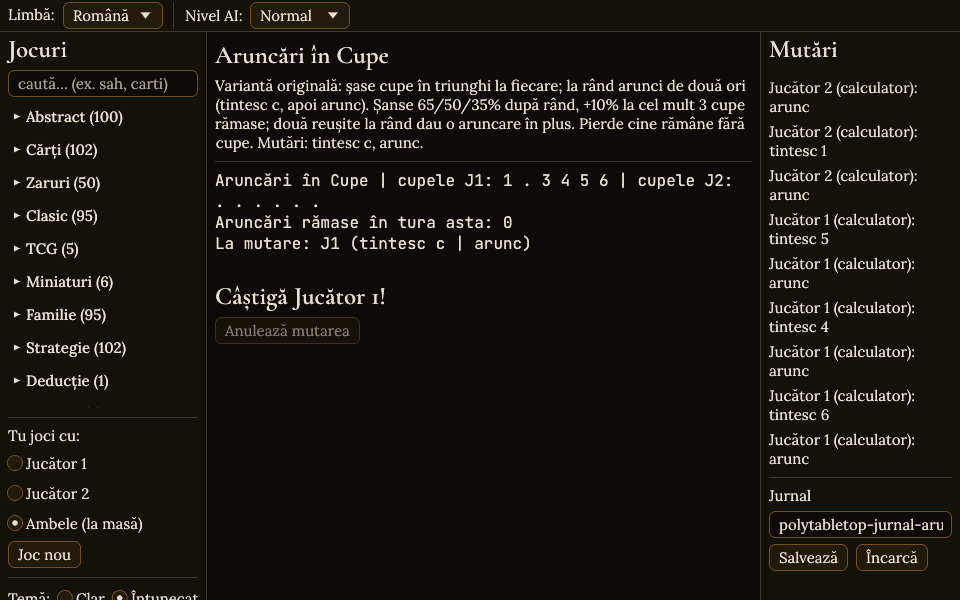 Limbă:
Română
Nivel AI:
Normal
Jocuri
caută... (ex. sah, carti)
Abstract (100)
Cărți (102)
Zaruri (50)
Clasic (95)
TCG (5)
Miniaturi (6)
Familie (95)
Strategie (102)
Deducție (1)
Tu joci cu:
Jucător 1
Jucător 2
Ambele (la masă)
Joc nou
Temă:
Clar
Întunecat
Aruncări în Cupe
Variantă originală: șase cupe în triunghi la fiecare; la rând arunci de două ori
(tintesc c, apoi arunc). Șanse 65/50/35% după rând, +10% la cel mult 3 cupe
rămase; două reușite la rând dau o aruncare în plus. Pierde cine rămâne fără
cupe. Mutări: tintesc c, arunc.
Aruncări în Cupe | cupele J1: 1 . 3 4 5 6 | cupele J2:
. . . . . .
Aruncări rămase în tura asta: 0
La mutare: J1 (tintesc c | arunc)
Câștigă Jucător 1!
Anulează mutarea
Mutări
Jucător 2 (calculator):
arunc
Jucător 2 (calculator):
tintesc 1
Jucător 2 (calculator):
arunc
Jucător 1 (calculator):
tintesc 5
Jucător 1 (calculator):
arunc
Jucător 1 (calculator):
tintesc 4
Jucător 1 (calculator):
arunc
Jucător 1 (calculator):
tintesc 6
Jucător 1 (calculator):
arunc
Jurnal
polytabletop-jurnal-aru
Salvează
Încarcă